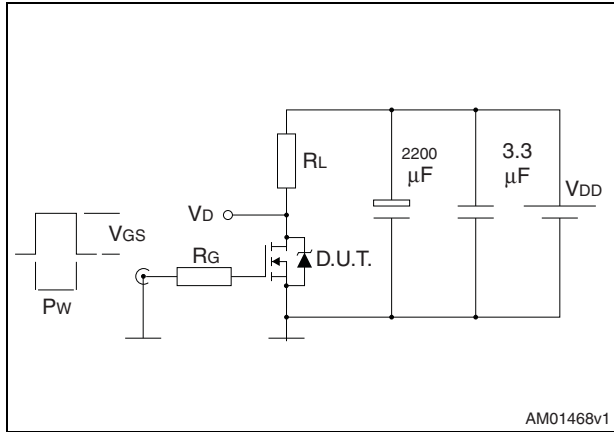 RL
2200
μF
3.3
μF
VDD
VD
VGS
RG
D.U.T.
PW
AM01468v1